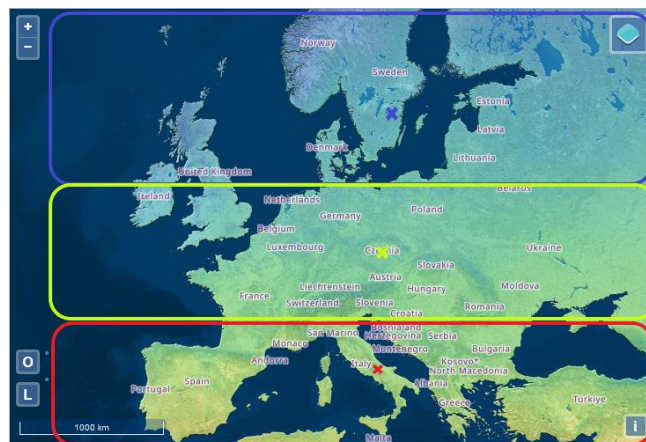 +
−
Norway
Sweden
Estonia
Latvia
Denmark
Lithuania
United Kingdom
Ireland
Belarus
Netherlands
Germany
Poland
Belgium
Luxembourg
Czechia
Ukraine
Slovakia
Austria
Liechtenstein
Hungary
Moldova
France
Switzerland
Slovenia
Romania
Croatia
San Marino
Bosnia and
Herzegovina
Serbia
Monaco
Montenegro
Bulgaria
O
Andorra
Italy
Kosovo*
North Macedonia
Spain
Albania
Portugal
L
Greece
Türkiye
1000 km
Malta
i